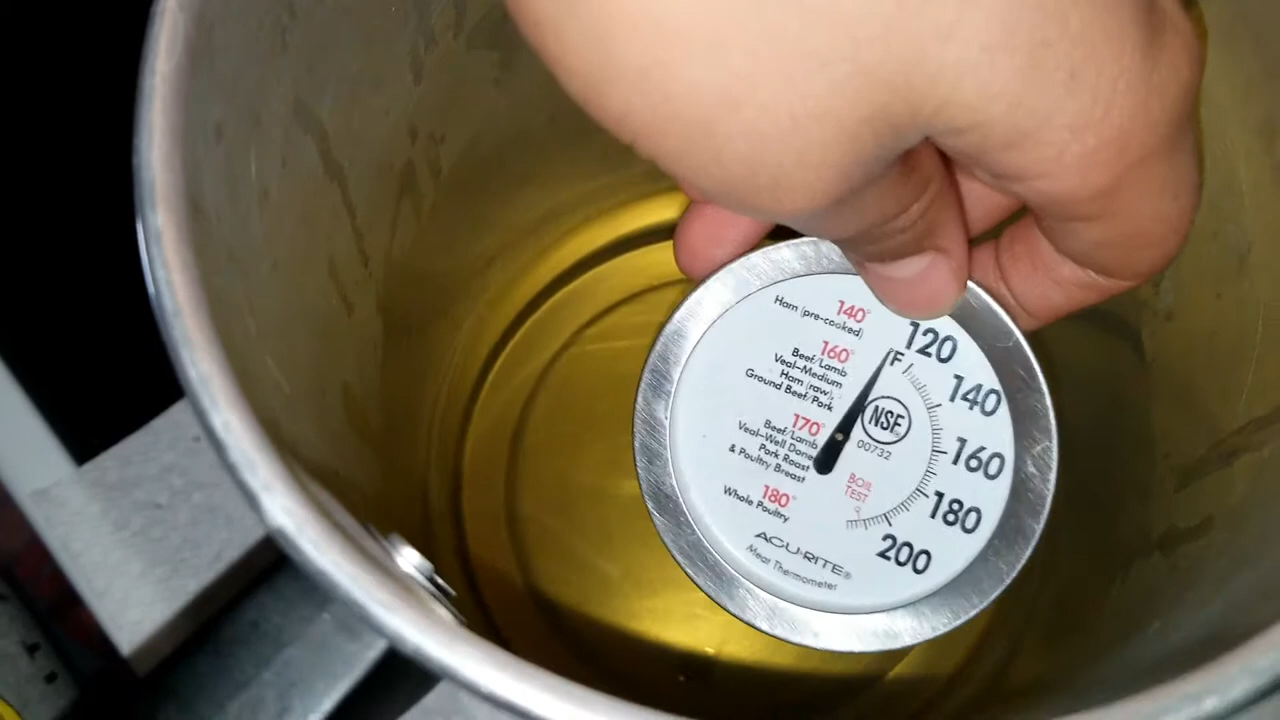 140°
Ham (pre-cooked)
160°
Beef/Lamb
Veal–Medium
Ham (raw),
Ground Beef/Pork
170°
Beef/Lamb
Veal–Well Done
Pork Roast
& Poultry Breast
180°
Whole Poultry
ACU·RITE®
Meat Thermometer
°F
120
140
160
180
200
NSF
00732
BOIL
TEST